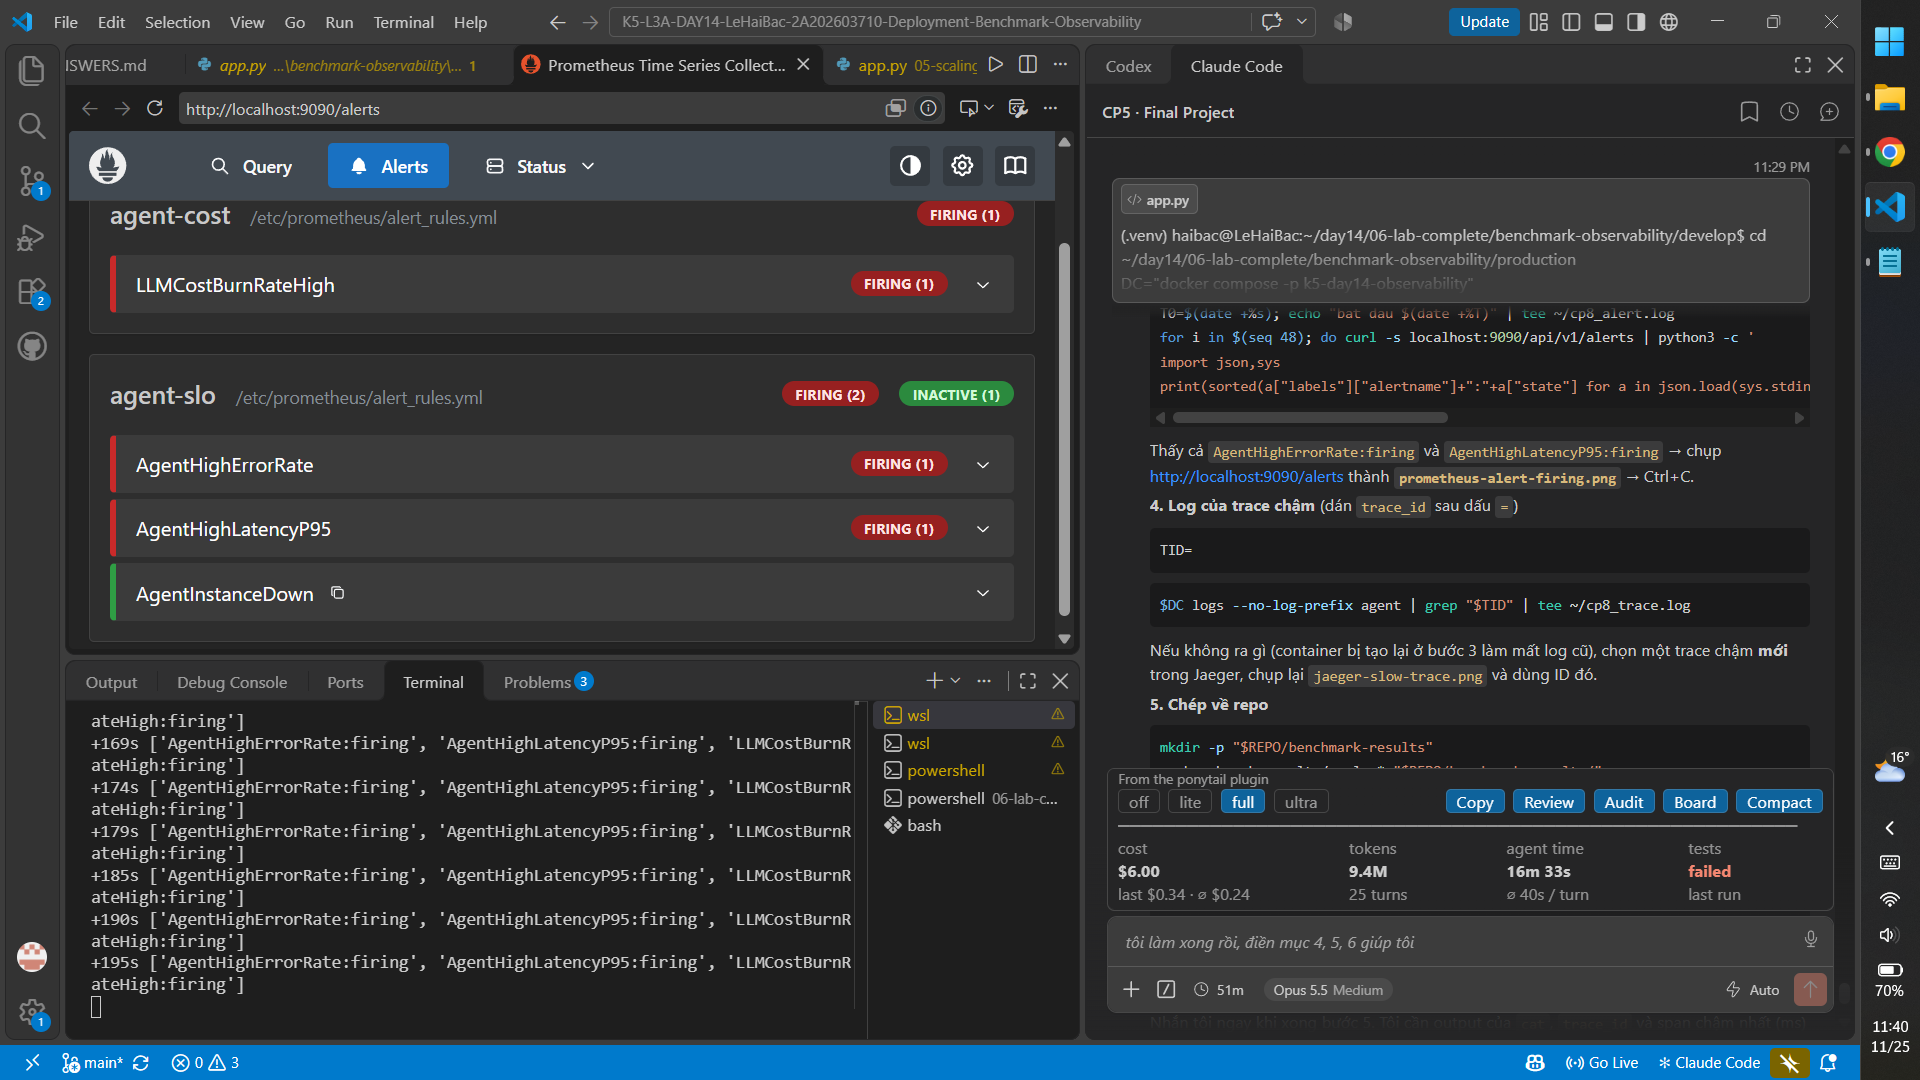 File Edit Selection View Go Run Terminal Help
K5-L3A-DAY14-LeHaiBac-2A202603710-Deployment-Benchmark-Observability
Update
ISWERS.md
app.py ...\benchmark-observability\... 1
Prometheus Time Series Collect...
app.py 05-scaling
http://localhost:9090/alerts
Query
Alerts
Status
agent-cost /etc/prometheus/alert_rules.yml
FIRING (1)
LLMCostBurnRateHigh
FIRING (1)
agent-slo /etc/prometheus/alert_rules.yml
FIRING (2)
INACTIVE (1)
AgentHighErrorRate
FIRING (1)
AgentHighLatencyP95
FIRING (1)
AgentInstanceDown
Output Debug Console Ports Terminal Problems 3
ateHigh:firing']
+169s ['AgentHighErrorRate:firing', 'AgentHighLatencyP95:firing', 'LLMCostBurnR
ateHigh:firing']
+174s ['AgentHighErrorRate:firing', 'AgentHighLatencyP95:firing', 'LLMCostBurnR
ateHigh:firing']
+179s ['AgentHighErrorRate:firing', 'AgentHighLatencyP95:firing', 'LLMCostBurnR
ateHigh:firing']
+185s ['AgentHighErrorRate:firing', 'AgentHighLatencyP95:firing', 'LLMCostBurnR
ateHigh:firing']
+190s ['AgentHighErrorRate:firing', 'AgentHighLatencyP95:firing', 'LLMCostBurnR
ateHigh:firing']
+195s ['AgentHighErrorRate:firing', 'AgentHighLatencyP95:firing', 'LLMCostBurnR
ateHigh:firing']
wsl
wsl
powershell
powershell 06-lab-c...
bash
Codex
Claude Code
CP5 · Final Project
11:29 PM
app.py
(.venv) haibac@LeHaiBac:~/day14/06-lab-complete/benchmark-observability/develop$ cd
~/day14/06-lab-complete/benchmark-observability/production
DC="docker compose -p k5-day14-observability"
T0=$(date +%s); echo "bat dau $(date +%T)" | tee ~/cp8_alert.log
for i in $(seq 48); do curl -s localhost:9090/api/v1/alerts | python3 -c '
import json,sys
print(sorted(a["labels"]["alertname"]+":"+a["state"] for a in json.load(sys.stdin
Thấy cả AgentHighErrorRate:firing và AgentHighLatencyP95:firing → chụp
http://localhost:9090/alerts thành prometheus-alert-firing.png → Ctrl+C.
4. Log của trace chậm (dán trace_id sau dấu =)
TID=
$DC logs --no-log-prefix agent | grep "$TID" | tee ~/cp8_trace.log
Nếu không ra gì (container bị tạo lại ở bước 3 làm mất log cũ), chọn một trace chậm mới
trong Jaeger, chụp lại jaeger-slow-trace.png và dùng ID đó.
5. Chép về repo
mkdir -p "$REPO/benchmark-results"
From the ponytail plugin
off lite full ultra
Copy Review Audit Board Compact
cost tokens agent time tests
$6.00 9.4M 16m 33s failed
last $0.34 · ⌀ $0.24 25 turns ⌀ 40s / turn last run
tôi làm xong rồi, điền mục 4, 5, 6 giúp tôi
51m
Opus 5.5 Medium
Auto
main* 0 3
Go Live
Claude Code
1
2
1
16°
70%
11:40
11/25